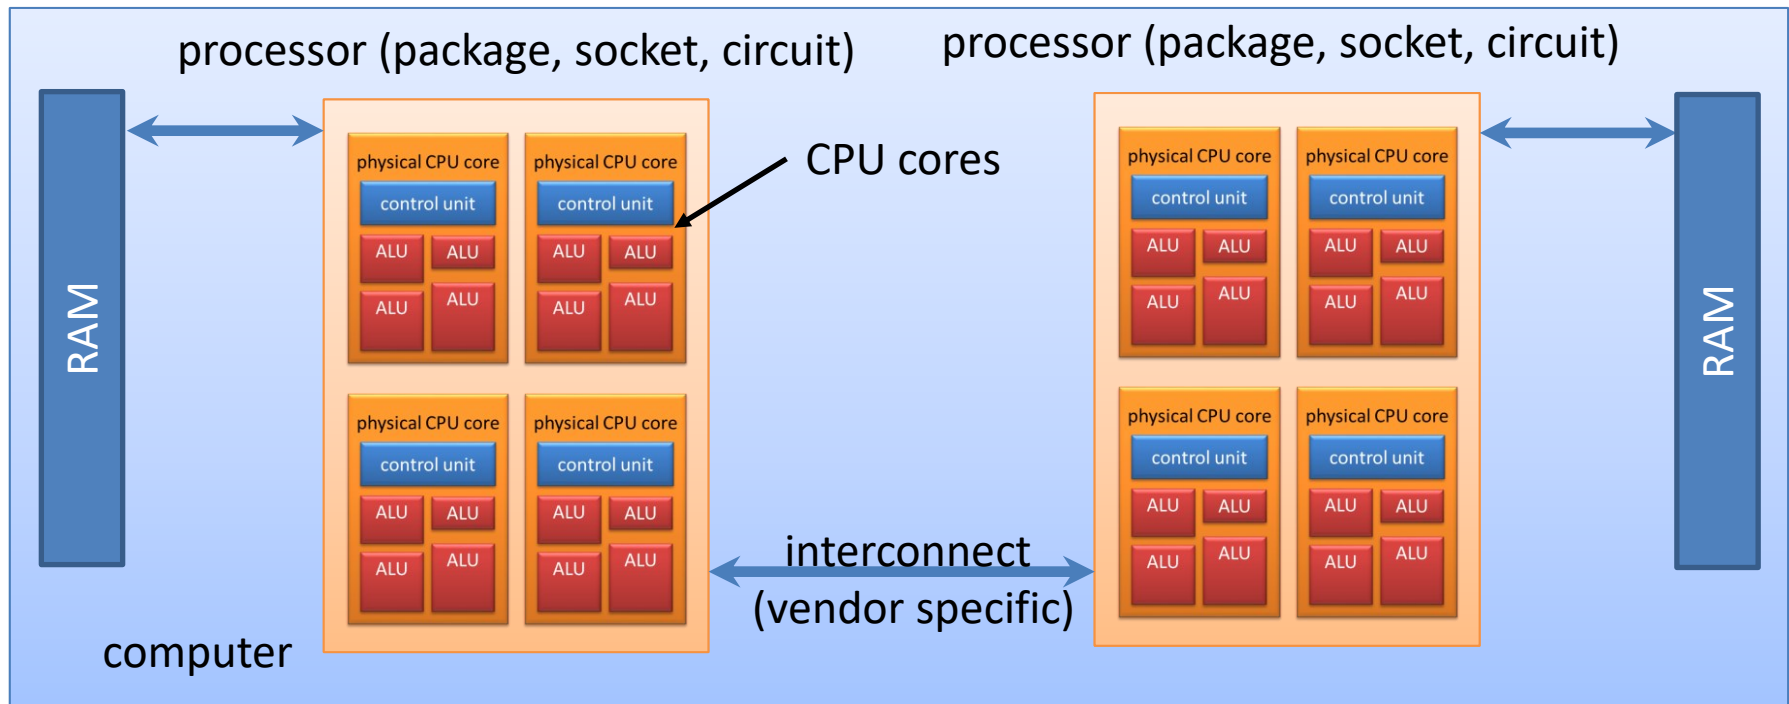 processor (package, socket, circuit)
processor (package, socket, circuit)
RAM
physical CPU core
control unit
ALU
ALU
ALU
ALU
physical CPU core
control unit
ALU
ALU
ALU
ALU
CPU cores
physical CPU core
control unit
ALU
ALU
ALU
ALU
physical CPU core
control unit
ALU
ALU
ALU
ALU
interconnect
(vendor specific)
physical CPU core
control unit
ALU
ALU
ALU
ALU
physical CPU core
control unit
ALU
ALU
ALU
ALU
physical CPU core
control unit
ALU
ALU
ALU
ALU
physical CPU core
control unit
ALU
ALU
ALU
ALU
RAM
computer